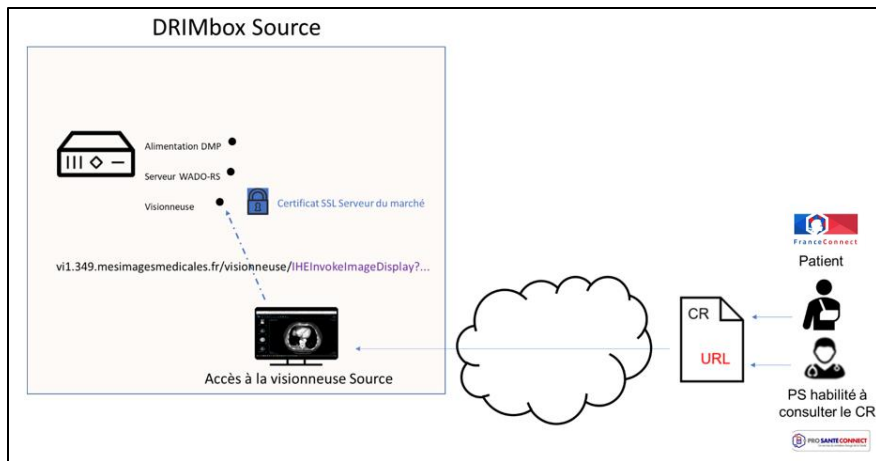 DRIMbox Source
Alimentation DMP
Serveur WADO-RS
Visionneuse
Certificat SSL Serveur du marché
vi1.349.mesimagesmedicales.fr/visionneuse/IHEInvokeImageDisplay?...
Accès à la visionneuse Source
CR
URL
FranceConnect
Patient
PS habilité à
consulter le CR
PRO SANTE CONNECT